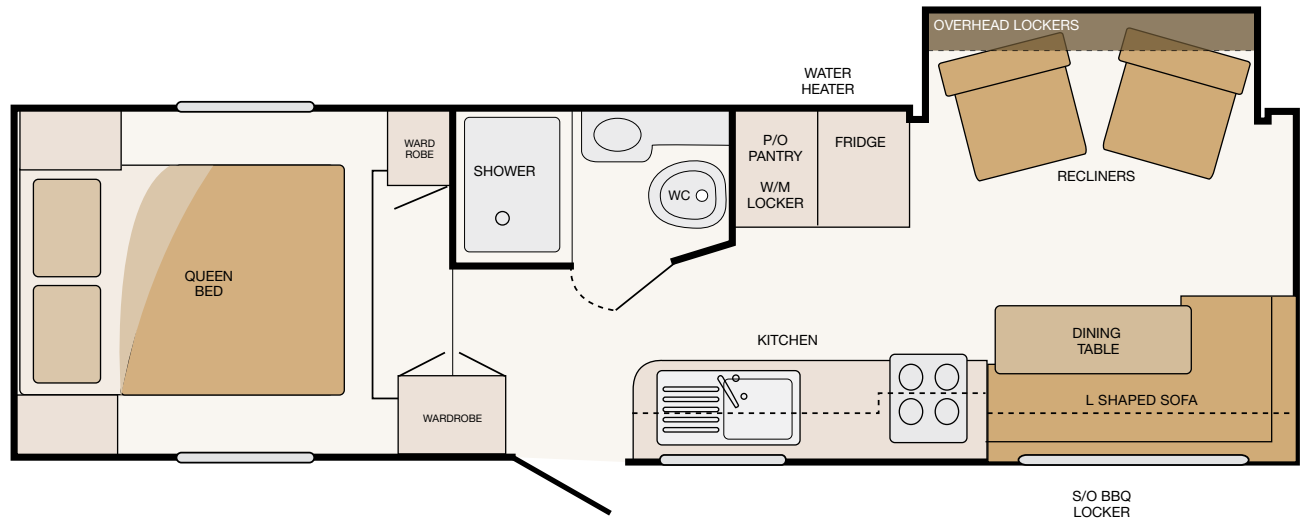 OVERHEAD LOCKERS
WATER
HEATER
WARD
ROBE
SHOWER
WC
P/O
PANTRY
W/M
LOCKER
FRIDGE
RECLINERS
QUEEN
BED
KITCHEN
DINING
TABLE
L SHAPED SOFA
WARDROBE
S/O BBQ
LOCKER